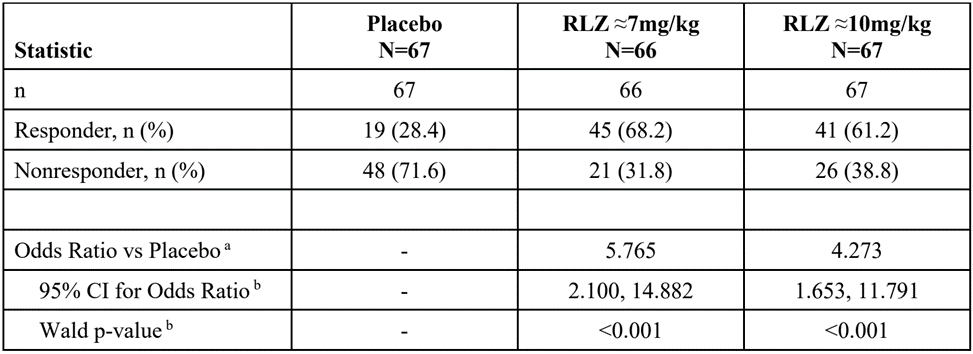 Statistic Placebo N=67 RLZ ≈7mg/kg N=66 RLZ ≈10mg/kg N=67
n 67 66 67
Responder, n (%) 19 (28.4) 45 (68.2) 41 (61.2)
Nonresponder, n (%) 48 (71.6) 21 (31.8) 26 (38.8)
Odds Ratio vs Placebo a - 5.765 4.273
95% CI for Odds Ratio b - 2.100, 14.882 1.653, 11.791
Wald p-value b - <0.001 <0.001